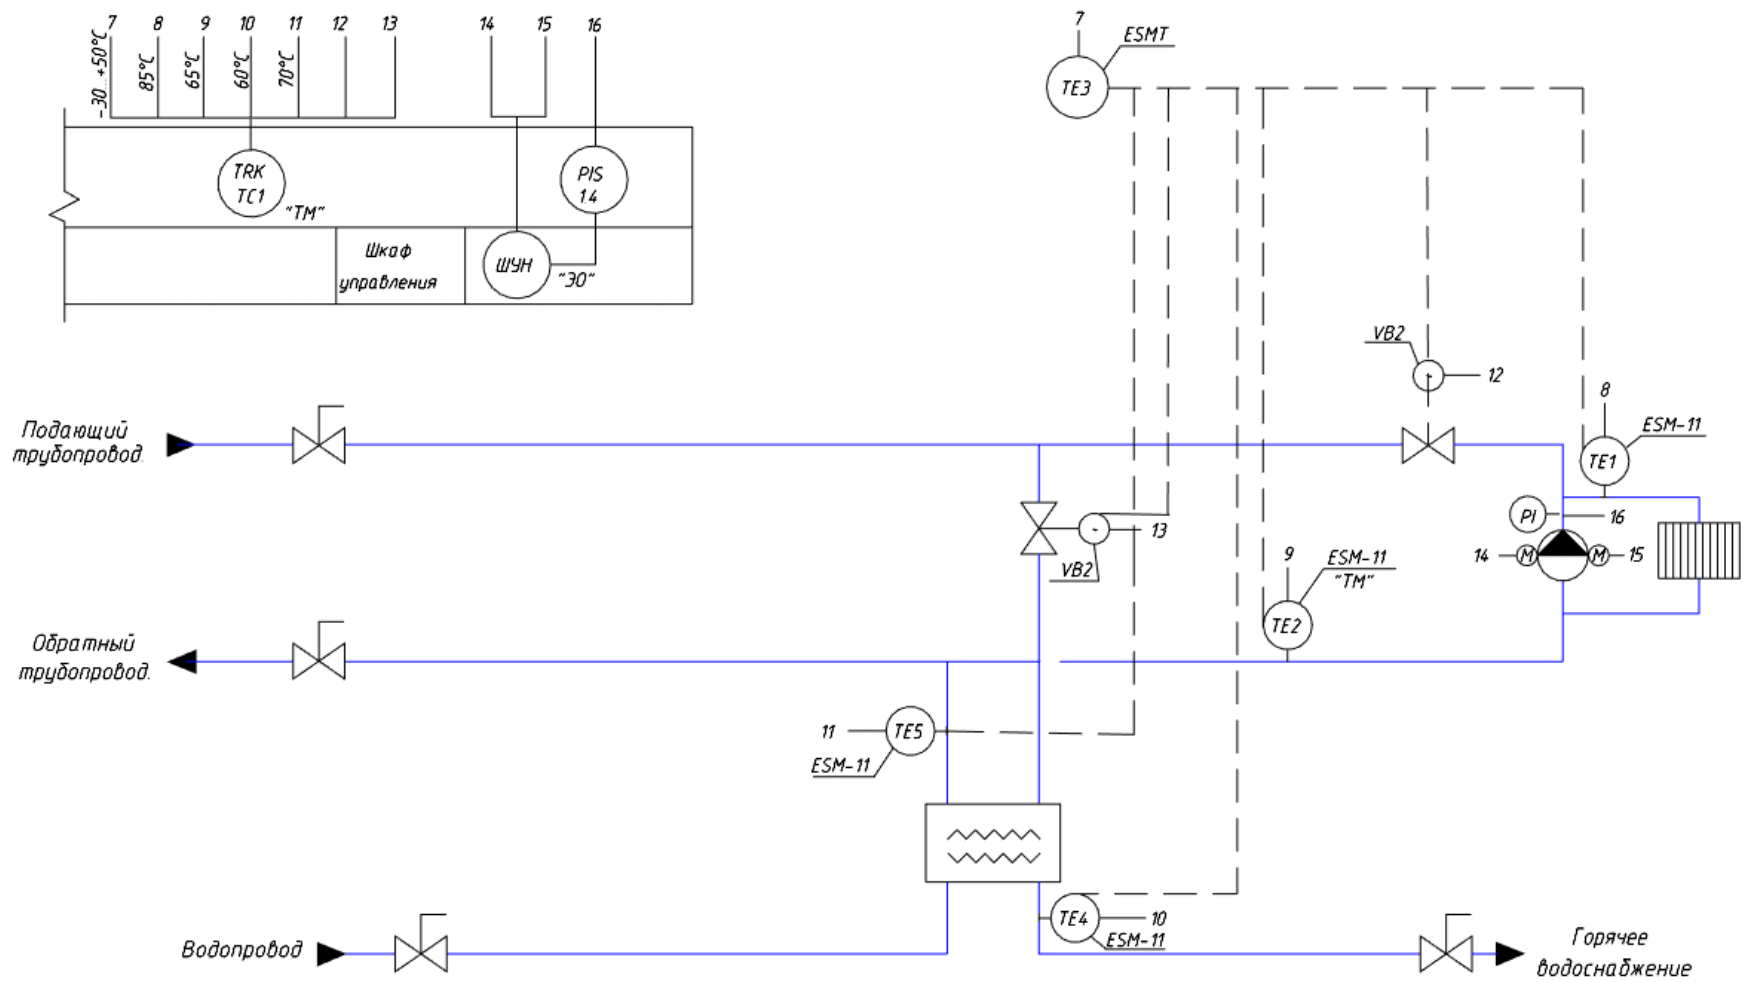 7 8 9 10 11 12 13 14 15 16
-30...+50°C 85°C 65°C 60°C 70°C
TRK
TC1
"ТМ"
PIS
1.4
Шкаф
управления
ШУН
"ЭО"
7
ESMT
TE3
VB2
12
8
ESM-11
TE1
Подающий
трубопровод.
PI
16
14 M M 15
13
VB2
9
ESM-11
"ТМ"
TE2
Обратный
трубопровод.
11
TE5
ESM-11
TE4
10
ESM-11
Водопровод
Горячее
водоснабжение